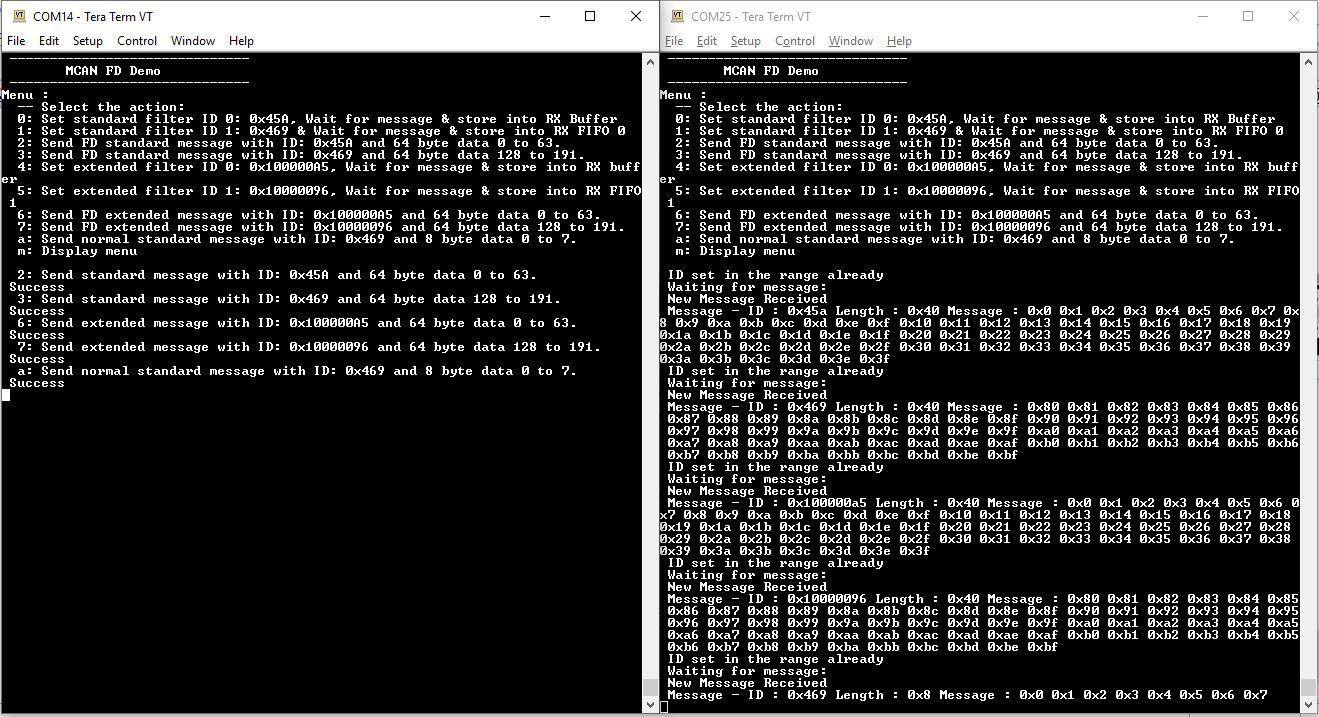 COM14 - Tera Term VT
File Edit Setup Control Window Help
------------------------------
MCAN FD Demo
------------------------------
Menu :
-- Select the action:
0: Set standard filter ID 0: 0x45A, Wait for message & store into RX Buffer
1: Set standard filter ID 1: 0x469 & Wait for message & store into RX FIFO 0
2: Send FD standard message with ID: 0x45A and 64 byte data 0 to 63.
3: Send FD standard message with ID: 0x469 and 64 byte data 128 to 191.
4: Set extended filter ID 0: 0x100000A5, Wait for message & store into RX buff
er
5: Set extended filter ID 1: 0x10000096, Wait for message & store into RX FIFO
1
6: Send FD extended message with ID: 0x100000A5 and 64 byte data 0 to 63.
7: Send FD extended message with ID: 0x10000096 and 64 byte data 128 to 191.
a: Send normal standard message with ID: 0x469 and 8 byte data 0 to 7.
m: Display menu
2: Send standard message with ID: 0x45A and 64 byte data 0 to 63.
Success
3: Send standard message with ID: 0x469 and 64 byte data 128 to 191.
Success
6: Send extended message with ID: 0x100000A5 and 64 byte data 0 to 63.
Success
7: Send extended message with ID: 0x10000096 and 64 byte data 128 to 191.
Success
a: Send normal standard message with ID: 0x469 and 8 byte data 0 to 7.
Success
COM25 - Tera Term VT
File Edit Setup Control Window Help
------------------------------
MCAN FD Demo
------------------------------
Menu :
-- Select the action:
0: Set standard filter ID 0: 0x45A, Wait for message & store into RX Buffer
1: Set standard filter ID 1: 0x469 & Wait for message & store into RX FIFO 0
2: Send FD standard message with ID: 0x45A and 64 byte data 0 to 63.
3: Send FD standard message with ID: 0x469 and 64 byte data 128 to 191.
4: Set extended filter ID 0: 0x100000A5, Wait for message & store into RX buff
er
5: Set extended filter ID 1: 0x10000096, Wait for message & store into RX FIFO
1
6: Send FD extended message with ID: 0x100000A5 and 64 byte data 0 to 63.
7: Send FD extended message with ID: 0x10000096 and 64 byte data 128 to 191.
a: Send normal standard message with ID: 0x469 and 8 byte data 0 to 7.
m: Display menu
ID set in the range already
Waiting for message:
New Message Received
Message - ID : 0x45a Length : 0x40 Message : 0x0 0x1 0x2 0x3 0x4 0x5 0x6 0x7 0x
8 0x9 0xa 0xb 0xc 0xd 0xe 0xf 0x10 0x11 0x12 0x13 0x14 0x15 0x16 0x17 0x18 0x19
0x1a 0x1b 0x1c 0x1d 0x1e 0x1f 0x20 0x21 0x22 0x23 0x24 0x25 0x26 0x27 0x28 0x29
0x2a 0x2b 0x2c 0x2d 0x2e 0x2f 0x30 0x31 0x32 0x33 0x34 0x35 0x36 0x37 0x38 0x39
0x3a 0x3b 0x3c 0x3d 0x3e 0x3f
ID set in the range already
Waiting for message:
New Message Received
Message - ID : 0x469 Length : 0x40 Message : 0x80 0x81 0x82 0x83 0x84 0x85 0x86
0x87 0x88 0x89 0x8a 0x8b 0x8c 0x8d 0x8e 0x8f 0x90 0x91 0x92 0x93 0x94 0x95 0x96
0x97 0x98 0x99 0x9a 0x9b 0x9c 0x9d 0x9e 0x9f 0xa0 0xa1 0xa2 0xa3 0xa4 0xa5 0xa6
0xa7 0xa8 0xa9 0xaa 0xab 0xac 0xad 0xae 0xaf 0xb0 0xb1 0xb2 0xb3 0xb4 0xb5 0xb6
0xb7 0xb8 0xb9 0xba 0xbb 0xbc 0xbd 0xbe 0xbf
ID set in the range already
Waiting for message:
New Message Received
Message - ID : 0x100000a5 Length : 0x40 Message : 0x0 0x1 0x2 0x3 0x4 0x5 0x6 0
x7 0x8 0x9 0xa 0xb 0xc 0xd 0xe 0xf 0x10 0x11 0x12 0x13 0x14 0x15 0x16 0x17 0x18
0x19 0x1a 0x1b 0x1c 0x1d 0x1e 0x1f 0x20 0x21 0x22 0x23 0x24 0x25 0x26 0x27 0x28
0x29 0x2a 0x2b 0x2c 0x2d 0x2e 0x2f 0x30 0x31 0x32 0x33 0x34 0x35 0x36 0x37 0x38
0x39 0x3a 0x3b 0x3c 0x3d 0x3e 0x3f
ID set in the range already
Waiting for message:
New Message Received
Message - ID : 0x10000096 Length : 0x40 Message : 0x80 0x81 0x82 0x83 0x84 0x85
0x86 0x87 0x88 0x89 0x8a 0x8b 0x8c 0x8d 0x8e 0x8f 0x90 0x91 0x92 0x93 0x94 0x95
0x96 0x97 0x98 0x99 0x9a 0x9b 0x9c 0x9d 0x9e 0x9f 0xa0 0xa1 0xa2 0xa3 0xa4 0xa5
0xa6 0xa7 0xa8 0xa9 0xaa 0xab 0xac 0xad 0xae 0xaf 0xb0 0xb1 0xb2 0xb3 0xb4 0xb5
0xb6 0xb7 0xb8 0xb9 0xba 0xbb 0xbc 0xbd 0xbe 0xbf
ID set in the range already
Waiting for message:
New Message Received
Message - ID : 0x469 Length : 0x8 Message : 0x0 0x1 0x2 0x3 0x4 0x5 0x6 0x7